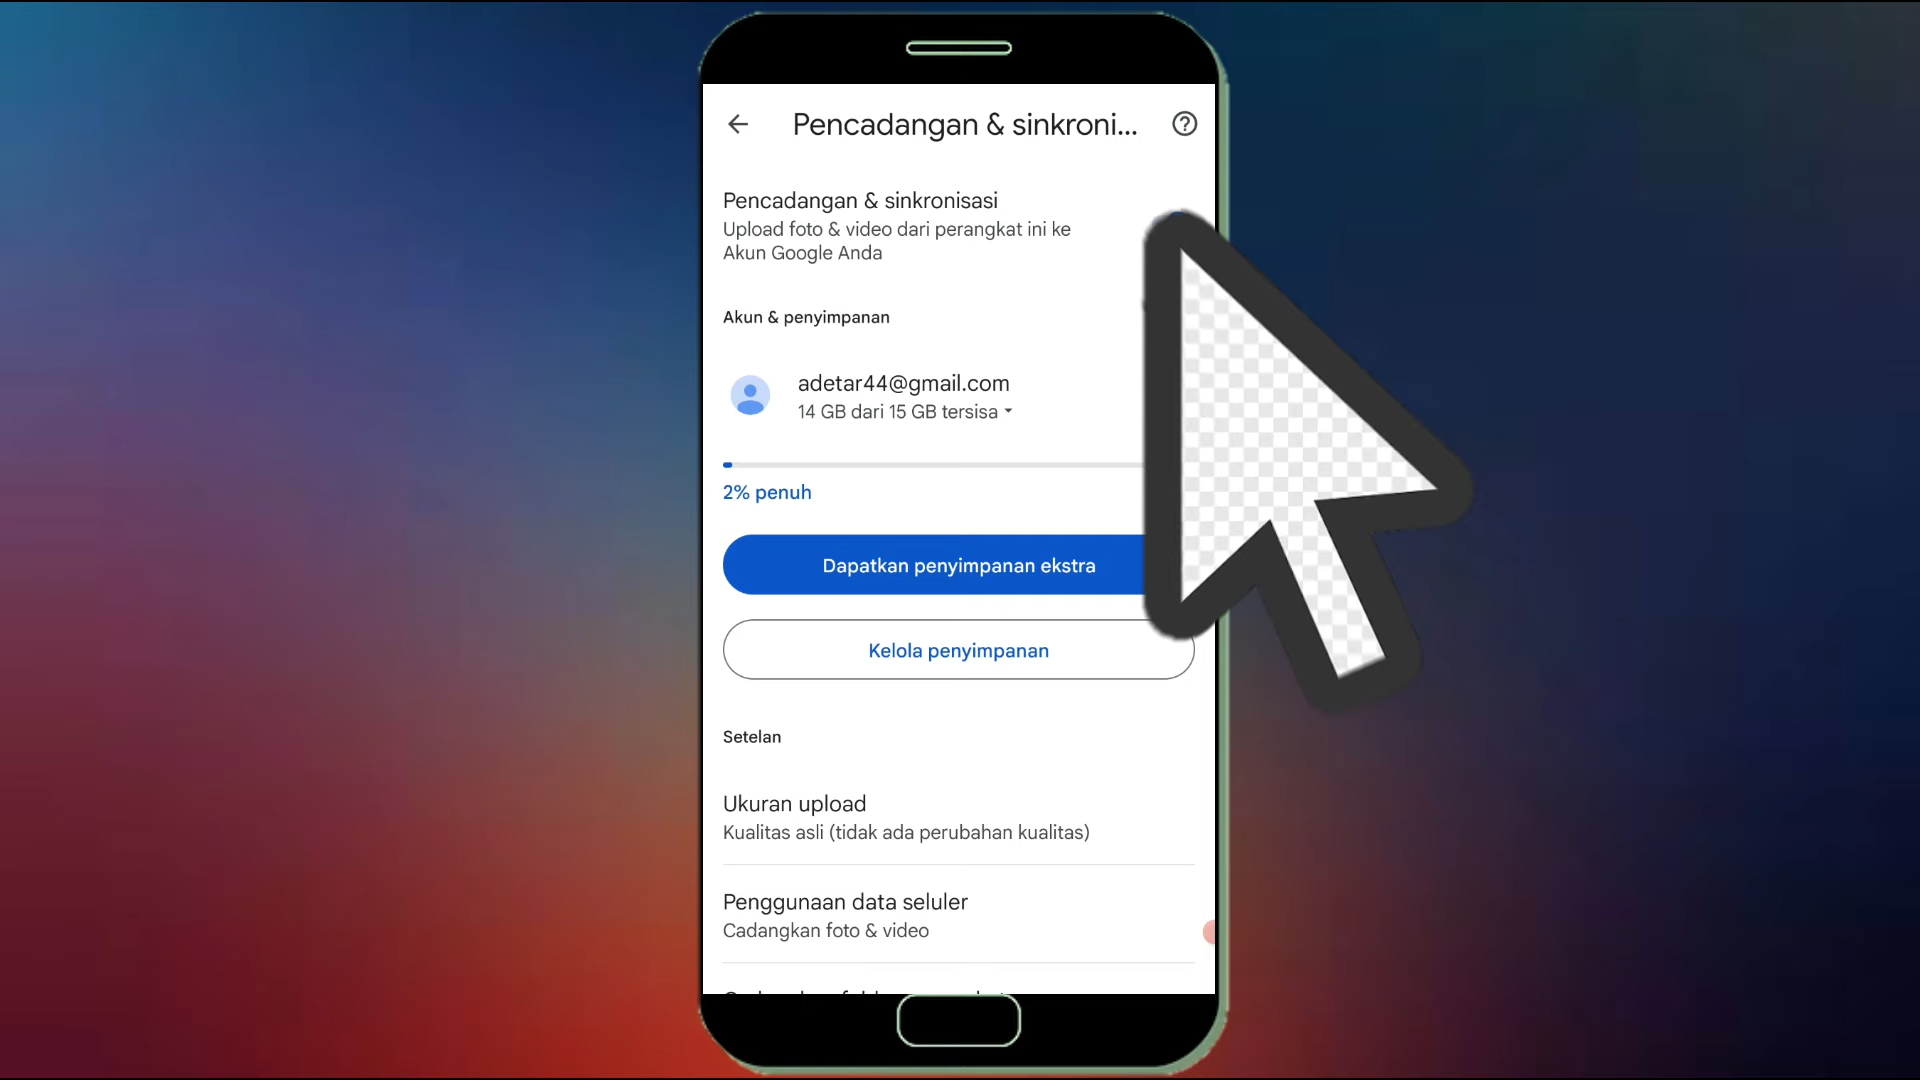 Pencadangan & sinkroni...
Pencadangan & sinkronisasi
Upload foto & video dari perangkat ini ke
Akun Google Anda
Akun & penyimpanan
adetar44@gmail.com
14 GB dari 15 GB tersisa
2% penuh
Dapatkan penyimpanan ekstra
Kelola penyimpanan
Setelan
Ukuran upload
Kualitas asli (tidak ada perubahan kualitas)
Penggunaan data seluler
Cadangkan foto & video